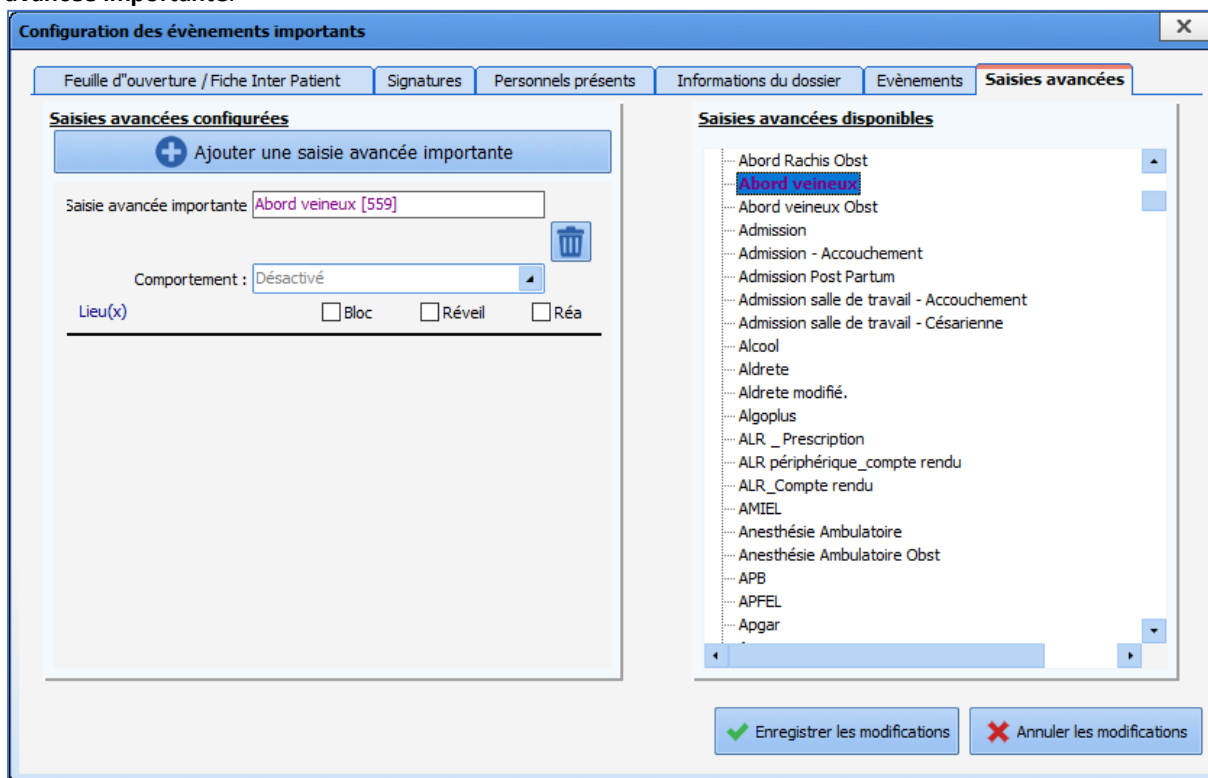 avancée importante.
Configuration des évènements importants
Feuille d"ouverture / Fiche Inter Patient
Signatures
Personnels présents
Informations du dossier
Evènements
Saisies avancées
Saisies avancées configurées
Ajouter une saisie avancée importante
Saisie avancée importante Abord veineux [559]
Comportement : Désactivé
Lieu(x) Bloc Réveil Réa
Saisies avancées disponibles
Abord Rachis Obst
Abord veineux
Abord veineux Obst
Admission
Admission - Accouchement
Admission Post Partum
Admission salle de travail - Accouchement
Admission salle de travail - Césarienne
Alcool
Aldrete
Aldrete modifié.
Algoplus
ALR _ Prescription
ALR périphérique_compte rendu
ALR_Compte rendu
AMIEL
Anesthésie Ambulatoire
Anesthésie Ambulatoire Obst
APB
APFEL
Apgar
Enregistrer les modifications
Annuler les modifications